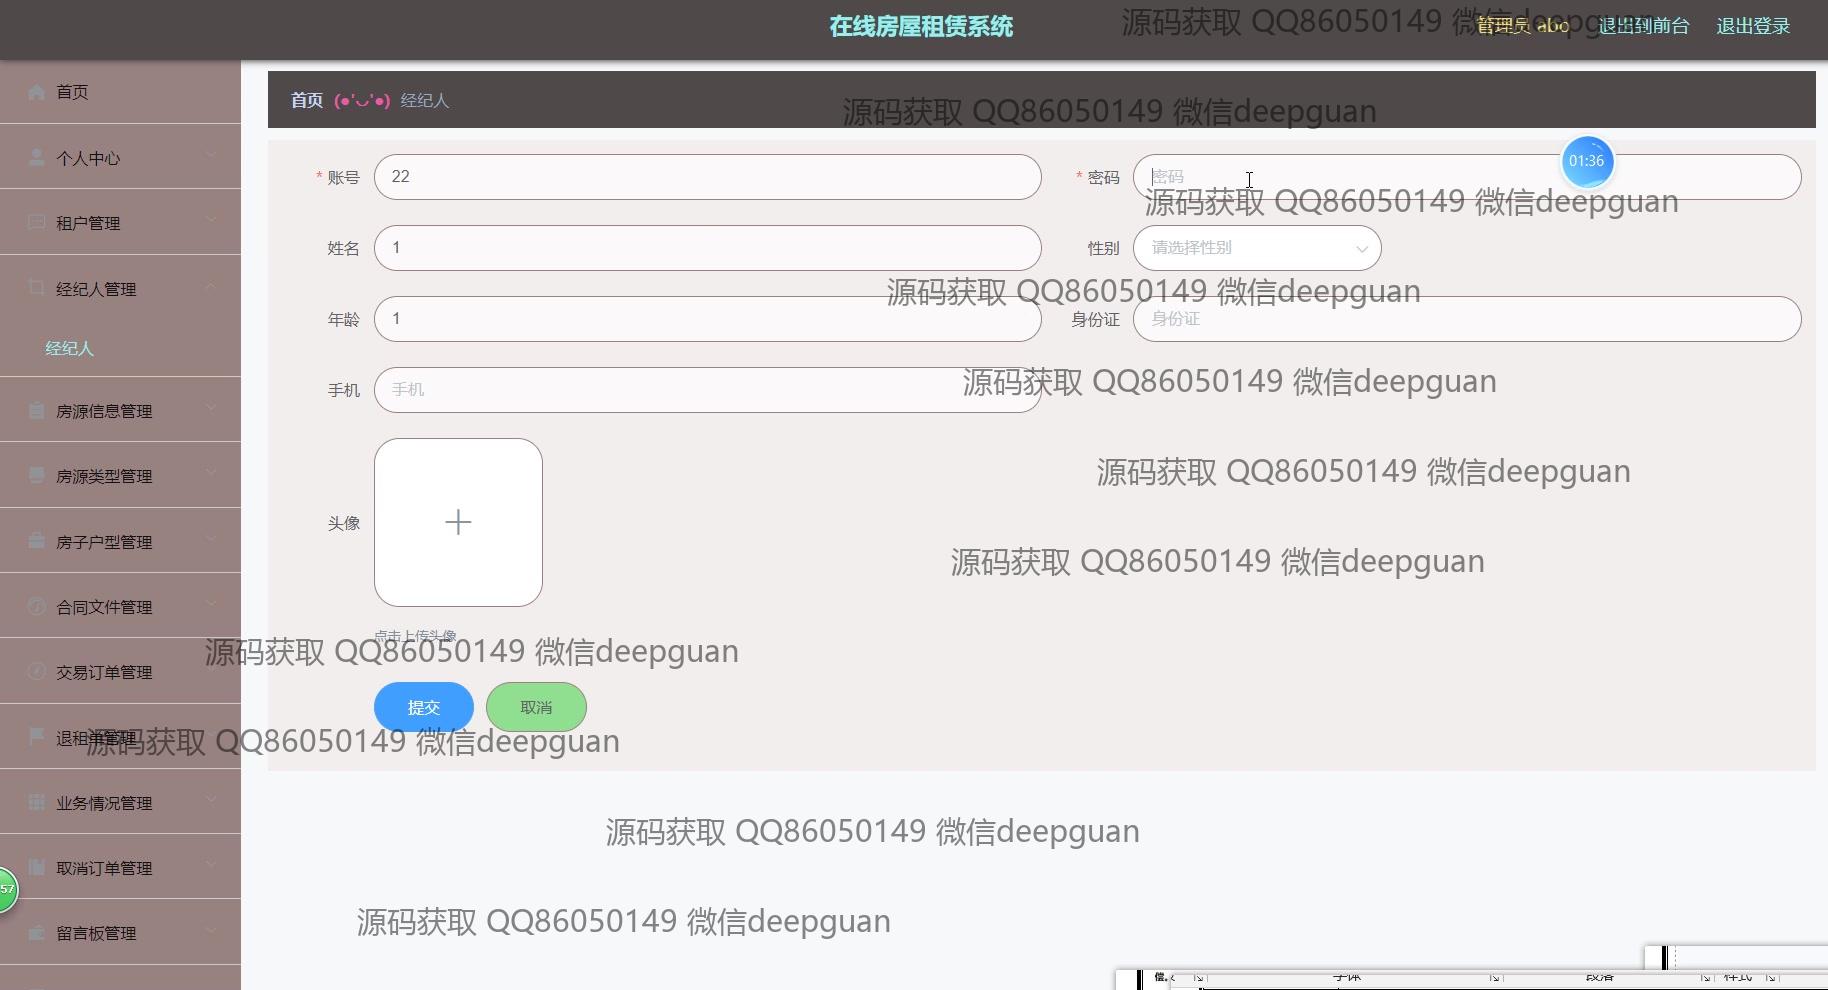 在线房屋租赁系统
源码获取 QQ86050149 微信deepguan
管理员 abo
退出到前台
退出登录
首页
首页 (●'◡'●) 经纪人
源码获取 QQ86050149 微信deepguan
个人中心
* 账号 22
* 密码 密码
01:36
源码获取 QQ86050149 微信deepguan
租户管理
姓名 1
性别 请选择性别
经纪人管理
源码获取 QQ86050149 微信deepguan
年龄 1
身份证 身份证
经纪人
手机 手机
源码获取 QQ86050149 微信deepguan
房源信息管理
房源类型管理
源码获取 QQ86050149 微信deepguan
头像
房子户型管理
源码获取 QQ86050149 微信deepguan
合同文件管理
点击上传头像
源码获取 QQ86050149 微信deepguan
交易订单管理
提交
取消
退租单管理
源码获取 QQ86050149 微信deepguan
业务情况管理
源码获取 QQ86050149 微信deepguan
取消订单管理
57
留言板管理
源码获取 QQ86050149 微信deepguan
字体
段落
样式